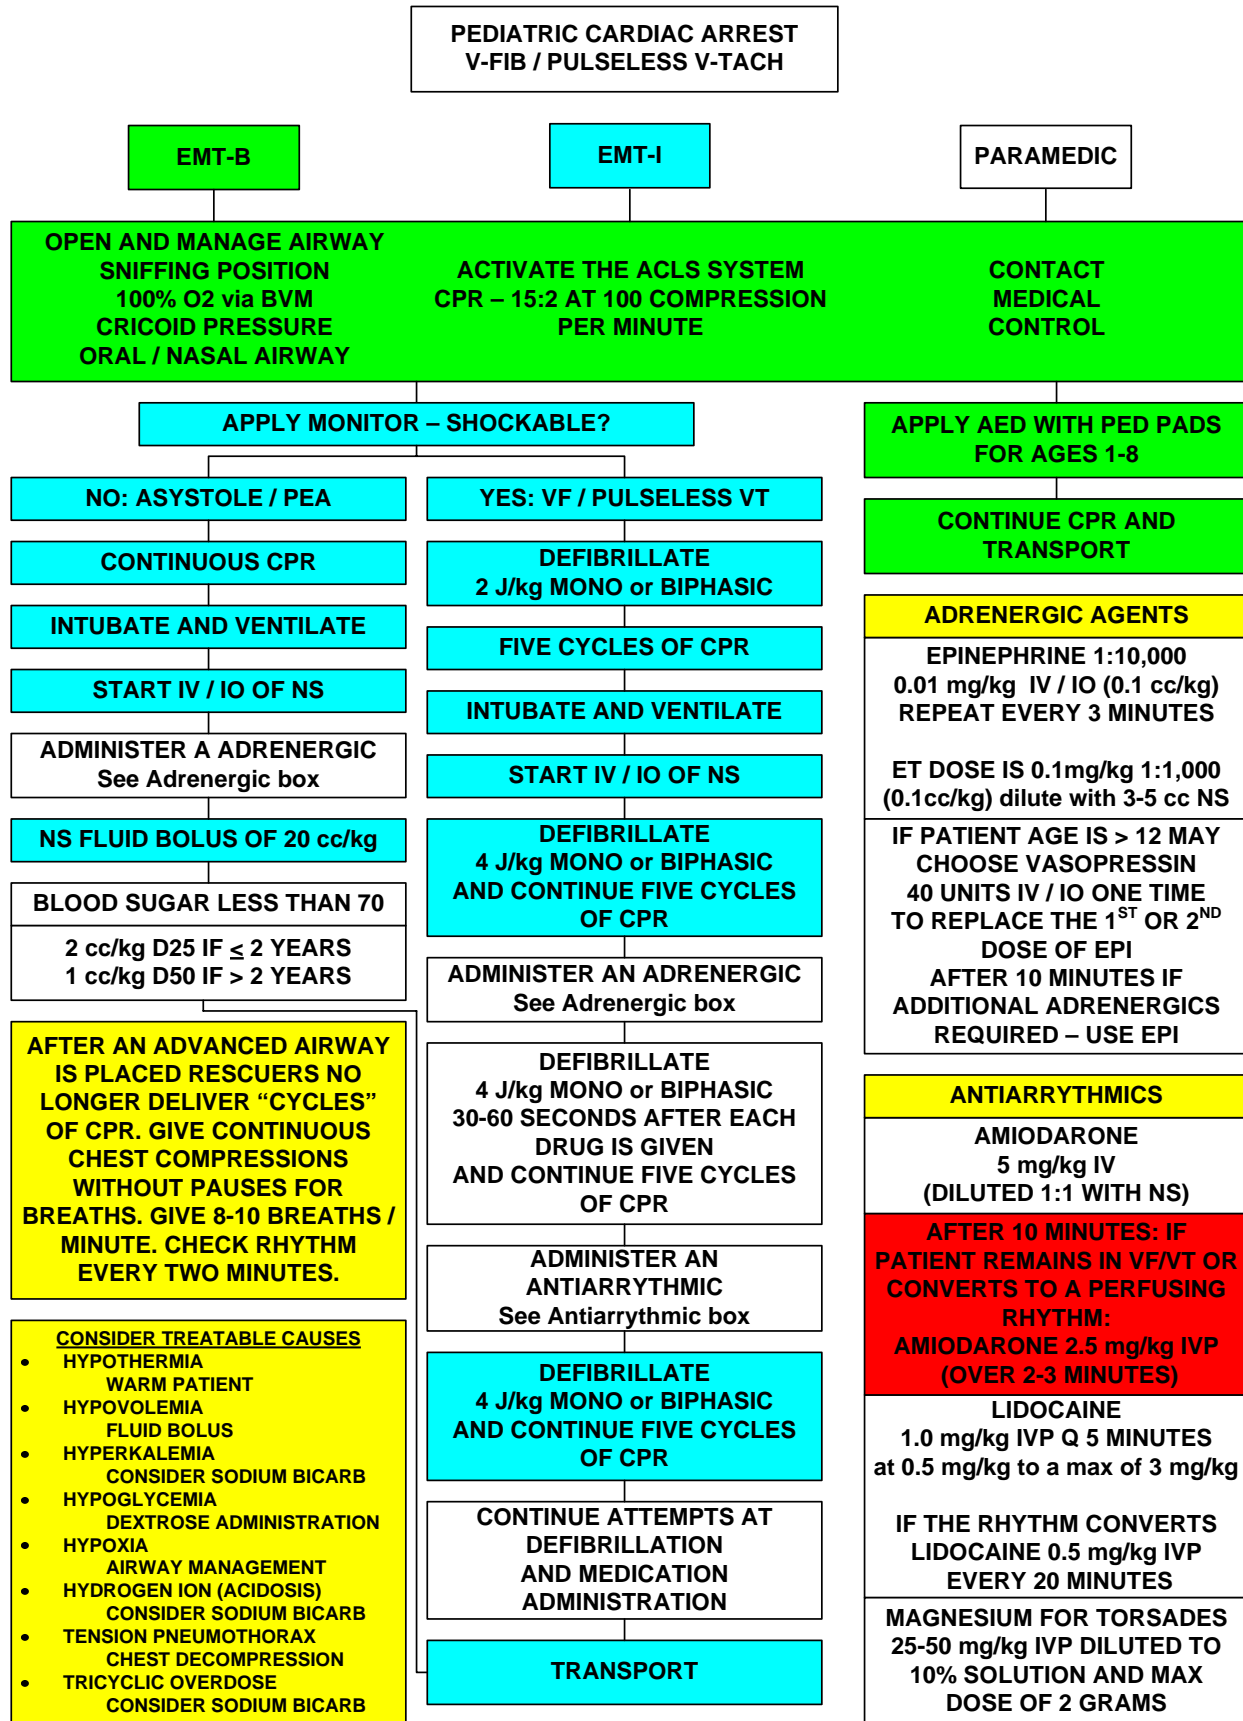 PEDIATRIC CARDIAC ARREST
V-FIB / PULSELESS V-TACH
EMT-B
EMT-I
PARAMEDIC
OPEN AND MANAGE AIRWAY
SNIFFING POSITION
100% O2 via BVM
CRICOID PRESSURE
ORAL / NASAL AIRWAY
ACTIVATE THE ACLS SYSTEM
CPR – 15:2 AT 100 COMPRESSION
PER MINUTE
CONTACT
MEDICAL
CONTROL
APPLY MONITOR – SHOCKABLE?
NO: ASYSTOLE / PEA
CONTINUOUS CPR
INTUBATE AND VENTILATE
START IV / IO OF NS
ADMINISTER A ADRENERGIC
See Adrenergic box
NS FLUID BOLUS OF 20 cc/kg
BLOOD SUGAR LESS THAN 70
2 cc/kg D25 IF ≤ 2 YEARS
1 cc/kg D50 IF > 2 YEARS
AFTER AN ADVANCED AIRWAY
IS PLACED RESCUERS NO
LONGER DELIVER “CYCLES”
OF CPR. GIVE CONTINUOUS
CHEST COMPRESSIONS
WITHOUT PAUSES FOR
BREATHS. GIVE 8-10 BREATHS /
MINUTE. CHECK RHYTHM
EVERY TWO MINUTES.
CONSIDER TREATABLE CAUSES
• HYPOTHERMIA
WARM PATIENT
• HYPOVOLEMIA
FLUID BOLUS
• HYPERKALEMIA
CONSIDER SODIUM BICARB
• HYPOGLYCEMIA
DEXTROSE ADMINISTRATION
• HYPOXIA
AIRWAY MANAGEMENT
• HYDROGEN ION (ACIDOSIS)
CONSIDER SODIUM BICARB
• TENSION PNEUMOTHORAX
CHEST DECOMPRESSION
• TRICYCLIC OVERDOSE
CONSIDER SODIUM BICARB
YES: VF / PULSELESS VT
DEFIBRILLATE
2 J/kg MONO or BIPHASIC
FIVE CYCLES OF CPR
INTUBATE AND VENTILATE
START IV / IO OF NS
DEFIBRILLATE
4 J/kg MONO or BIPHASIC
AND CONTINUE FIVE CYCLES
OF CPR
ADMINISTER AN ADRENERGIC
See Adrenergic box
DEFIBRILLATE
4 J/kg MONO or BIPHASIC
30-60 SECONDS AFTER EACH
DRUG IS GIVEN
AND CONTINUE FIVE CYCLES
OF CPR
ADMINISTER AN
ANTIARRYTHMIC
See Antiarrythmic box
DEFIBRILLATE
4 J/kg MONO or BIPHASIC
AND CONTINUE FIVE CYCLES
OF CPR
CONTINUE ATTEMPTS AT
DEFIBRILLATION
AND MEDICATION
ADMINISTRATION
TRANSPORT
APPLY AED WITH PED PADS
FOR AGES 1-8
CONTINUE CPR AND
TRANSPORT
ADRENERGIC AGENTS
EPINEPHRINE 1:10,000
0.01 mg/kg IV / IO (0.1 cc/kg)
REPEAT EVERY 3 MINUTES
ET DOSE IS 0.1mg/kg 1:1,000
(0.1cc/kg) dilute with 3-5 cc NS
IF PATIENT AGE IS > 12 MAY
CHOOSE VASOPRESSIN
40 UNITS IV / IO ONE TIME
TO REPLACE THE 1ST OR 2ND
DOSE OF EPI
AFTER 10 MINUTES IF
ADDITIONAL ADRENERGICS
REQUIRED – USE EPI
ANTIARRYTHMICS
AMIODARONE
5 mg/kg IV
(DILUTED 1:1 WITH NS)
AFTER 10 MINUTES: IF
PATIENT REMAINS IN VF/VT OR
CONVERTS TO A PERFUSING
RHYTHM:
AMIODARONE 2.5 mg/kg IVP
(OVER 2-3 MINUTES)
LIDOCAINE
1.0 mg/kg IVP Q 5 MINUTES
at 0.5 mg/kg to a max of 3 mg/kg
IF THE RHYTHM CONVERTS
LIDOCAINE 0.5 mg/kg IVP
EVERY 20 MINUTES
MAGNESIUM FOR TORSADES
25-50 mg/kg IVP DILUTED TO
10% SOLUTION AND MAX
DOSE OF 2 GRAMS